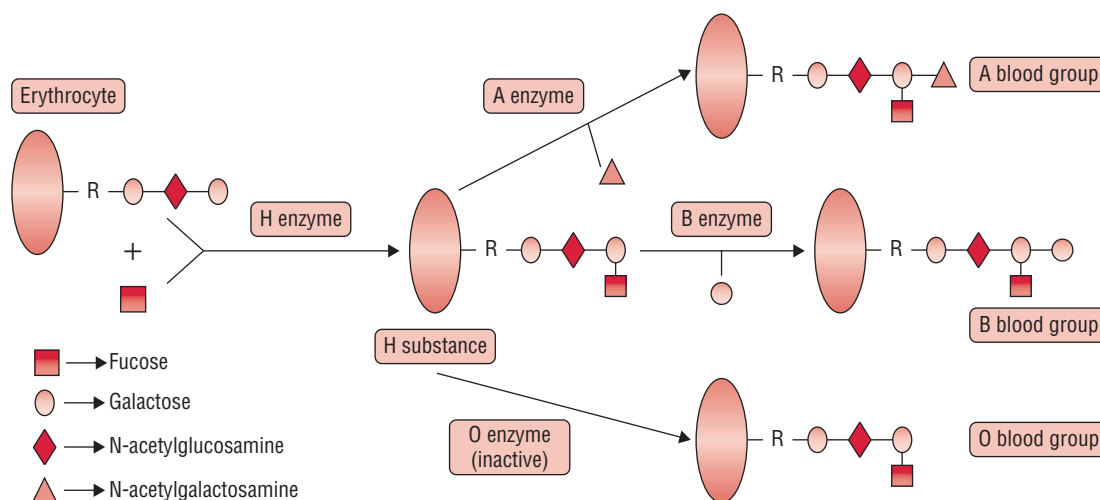 Erythrocyte
R
+
H enzyme
A enzyme
R
A blood group
R
B enzyme
R
B blood group
H substance
O enzyme
(inactive)
R
O blood group
Fucose
Galactose
N-acetylglucosamine
N-acetylgalactosamine